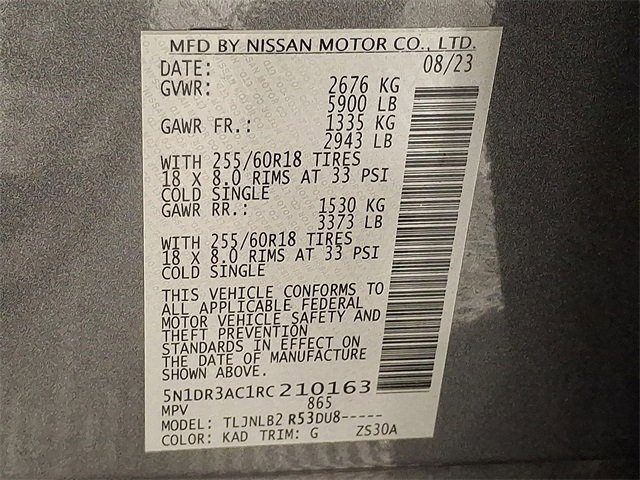 MFD BY NISSAN MOTOR CO., LTD.
DATE: 08/23
GVWR: 2676 KG
5900 LB
GAWR FR.: 1335 KG
2943 LB
WITH 255/60R18 TIRES
18 X 8.0 RIMS AT 33 PSI
COLD SINGLE
GAWR RR.: 1530 KG
3373 LB
WITH 255/60R18 TIRES
18 X 8.0 RIMS AT 33 PSI
COLD SINGLE
THIS VEHICLE CONFORMS TO
ALL APPLICABLE FEDERAL
MOTOR VEHICLE SAFETY AND
THEFT PREVENTION
STANDARDS IN EFFECT ON
THE DATE OF MANUFACTURE
SHOWN ABOVE.
5N1DR3AC1RC210163
MPV 865
MODEL: TLJNLB2 R53DU8-----
COLOR: KAD TRIM: G ZS30A